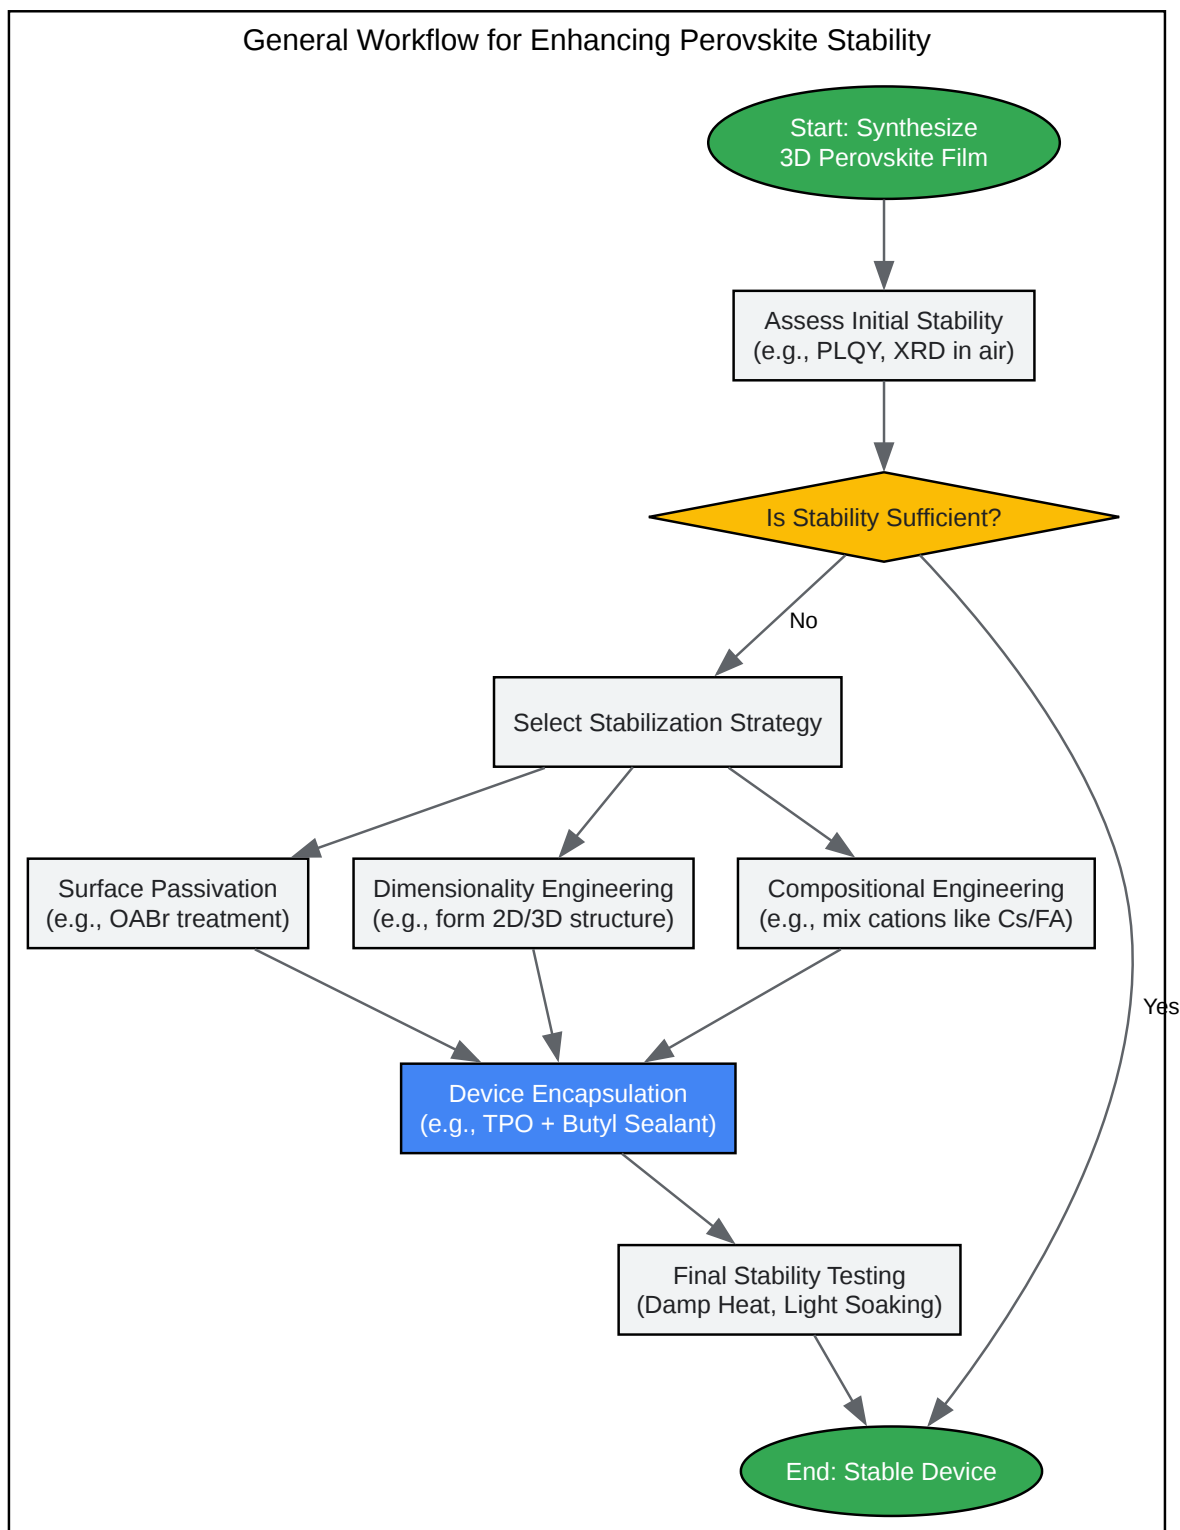 General Workflow for Enhancing Perovskite Stability
Start: Synthesize
3D Perovskite Film
Assess Initial Stability
(e.g., PLQY, XRD in air)
Is Stability Sufficient?
No
Select Stabilization Strategy
Surface Passivation
(e.g., OABr treatment)
Dimensionality Engineering
(e.g., form 2D/3D structure)
Compositional Engineering
(e.g., mix cations like Cs/FA)
Yes
Device Encapsulation
(e.g., TPO + Butyl Sealant)
Final Stability Testing
(Damp Heat, Light Soaking)
End: Stable Device